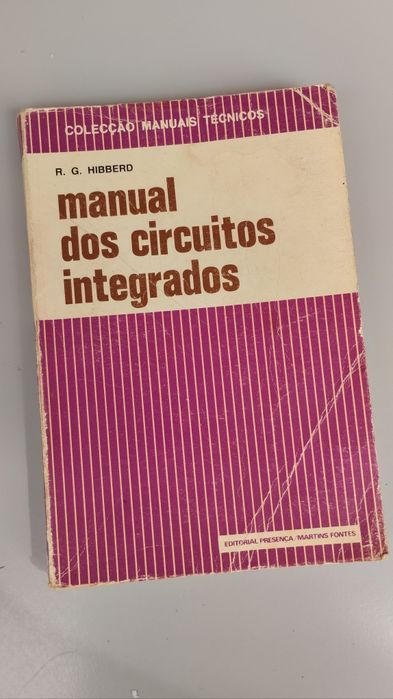 COLECÇÃO MANUAIS TÉCNICOS
R. G. HIBBERD
manual
dos circuitos
integrados
EDITORIAL PRESENÇA/MARTINS FONTES